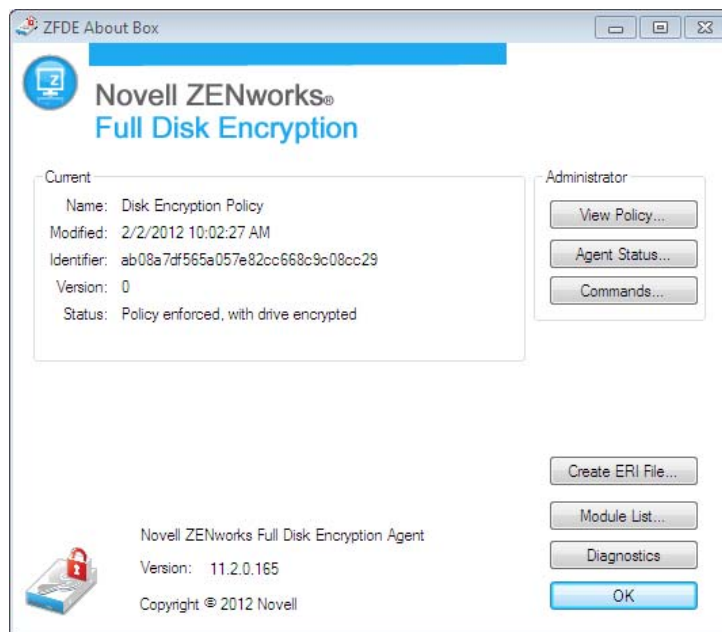 ZFDE About Box
Z
Novell ZENworks®
Full Disk Encryption
Current
Name: Disk Encryption Policy
Modified: 2/2/2012 10:02:27 AM
Identifier: ab08a7df565a057e82cc668c9c08cc29
Version: 0
Status: Policy enforced, with drive encrypted
Administrator
View Policy...
Agent Status...
Commands...
Create ERI File...
Module List...
Diagnostics
OK
Novell ZENworks Full Disk Encryption Agent
Version: 11.2.0.165
Copyright © 2012 Novell